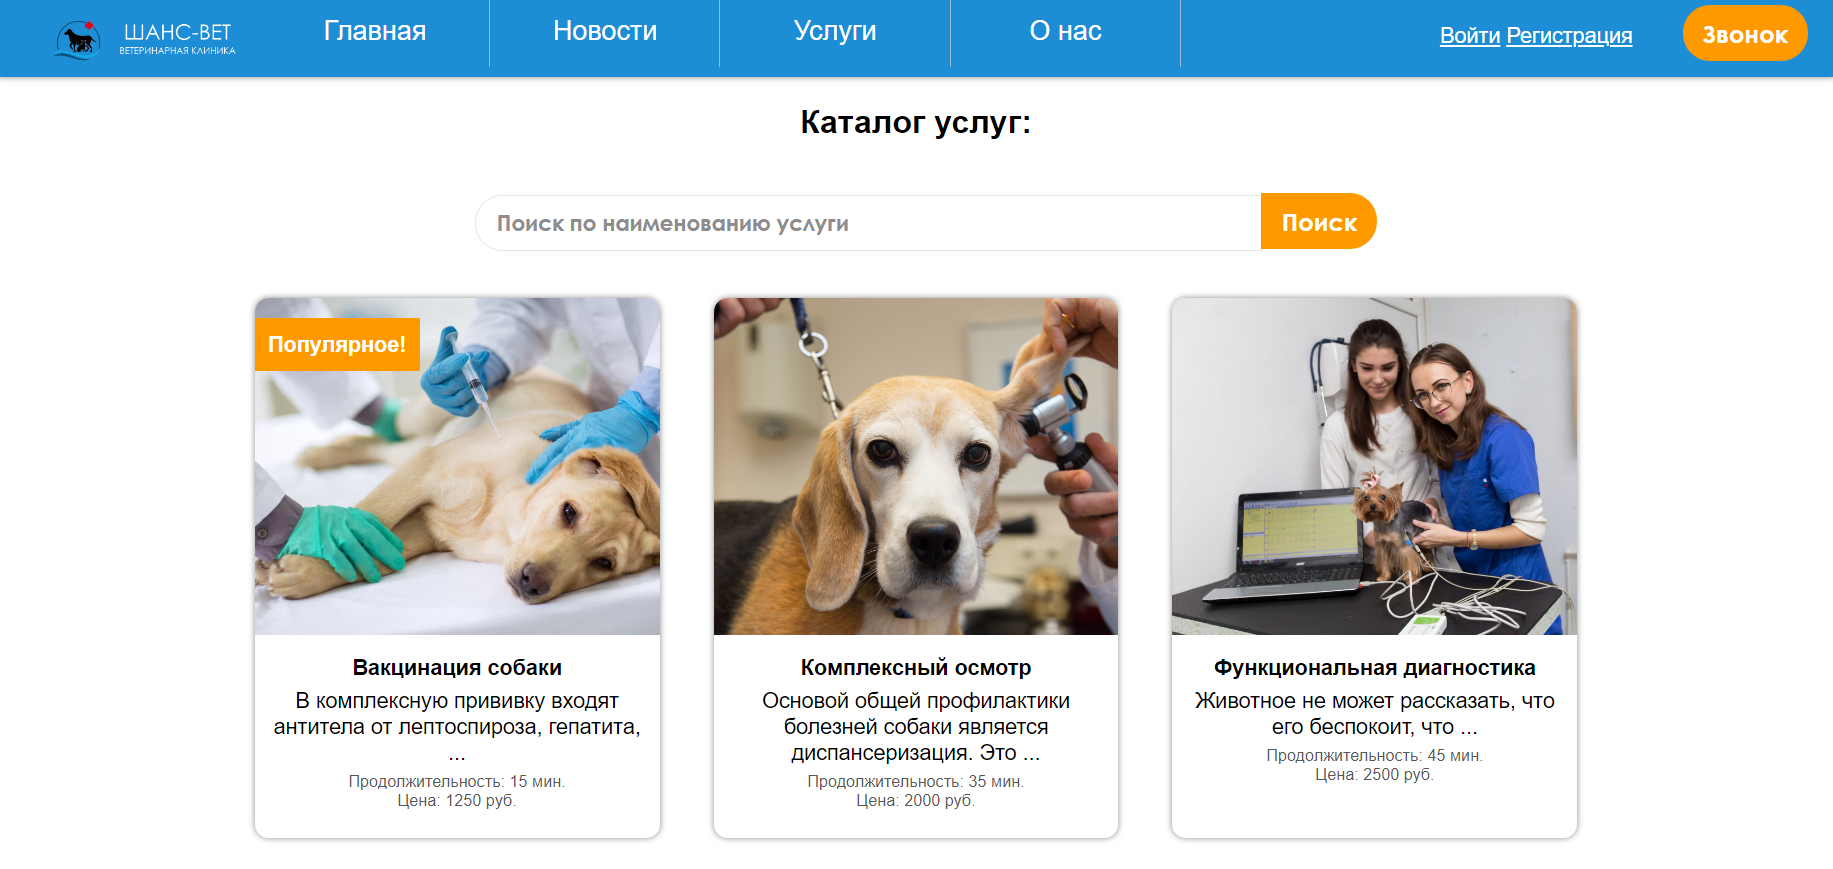 ШАНС-ВЕТ
ВЕТЕРИНАРНАЯ КЛИНИКА
Главная
Новости
Услуги
О нас
Войти Регистрация
Звонок
Каталог услуг:
Поиск по наименованию услуги
Поиск
Популярное!
Вакцинация собаки
В комплексную прививку входят
антитела от лептоспироза, гепатита,
...
Продолжительность: 15 мин.
Цена: 1250 руб.
Комплексный осмотр
Основой общей профилактики
болезней собаки является
диспансеризация. Это ...
Продолжительность: 35 мин.
Цена: 2000 руб.
Функциональная диагностика
Животное не может рассказать, что
его беспокоит, что ...
Продолжительность: 45 мин.
Цена: 2500 руб.